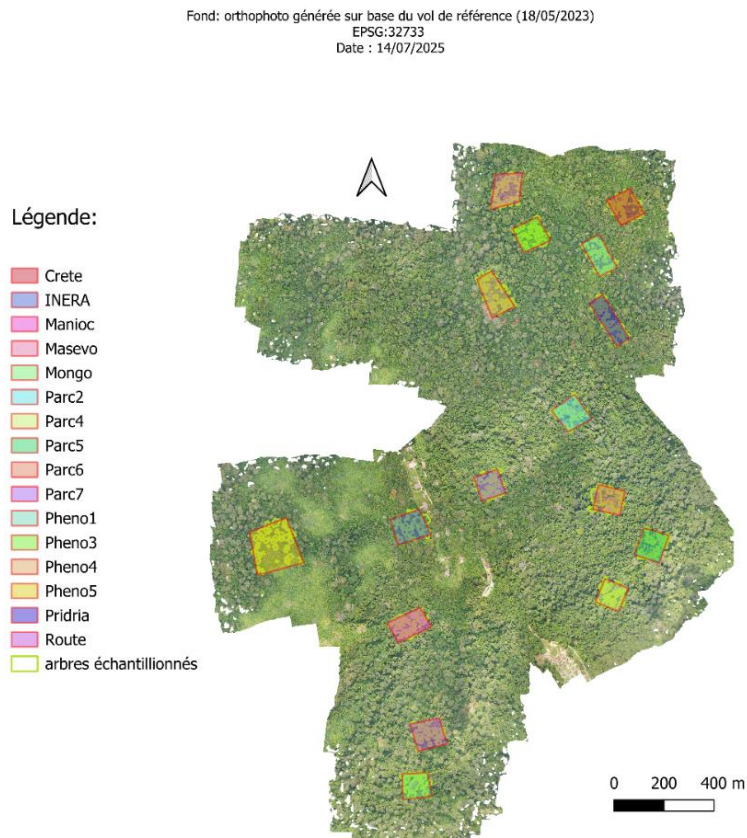 Fond: orthophoto générée sur base du vol de référence (18/05/2023)
EPSG:32733
Date : 14/07/2025
Légende:
Crete
INERA
Manioc
Masevo
Mongo
Parc2
Parc4
Parc5
Parc6
Parc7
Pheno1
Pheno3
Pheno4
Pheno5
Pridria
Route
arbres échantillionnés
0 200 400 m